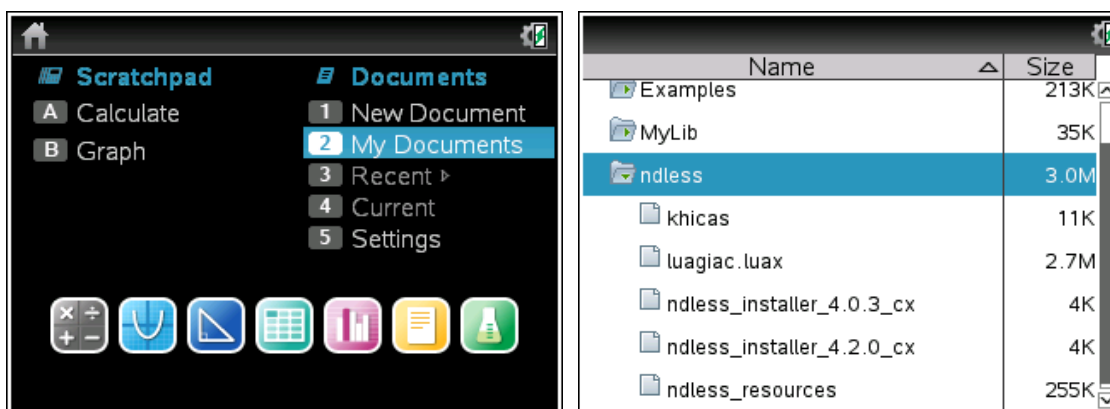 Scratchpad
A Calculate
B Graph
Documents
1 New Document
2 My Documents
3 Recent ▹
4 Current
5 Settings
Name Size
Examples 213K
MyLib 35K
ndless 3.0M
khicas 11K
luagiac.luax 2.7M
ndless_installer_4.0.3_cx 4K
ndless_installer_4.2.0_cx 4K
ndless_resources 255K